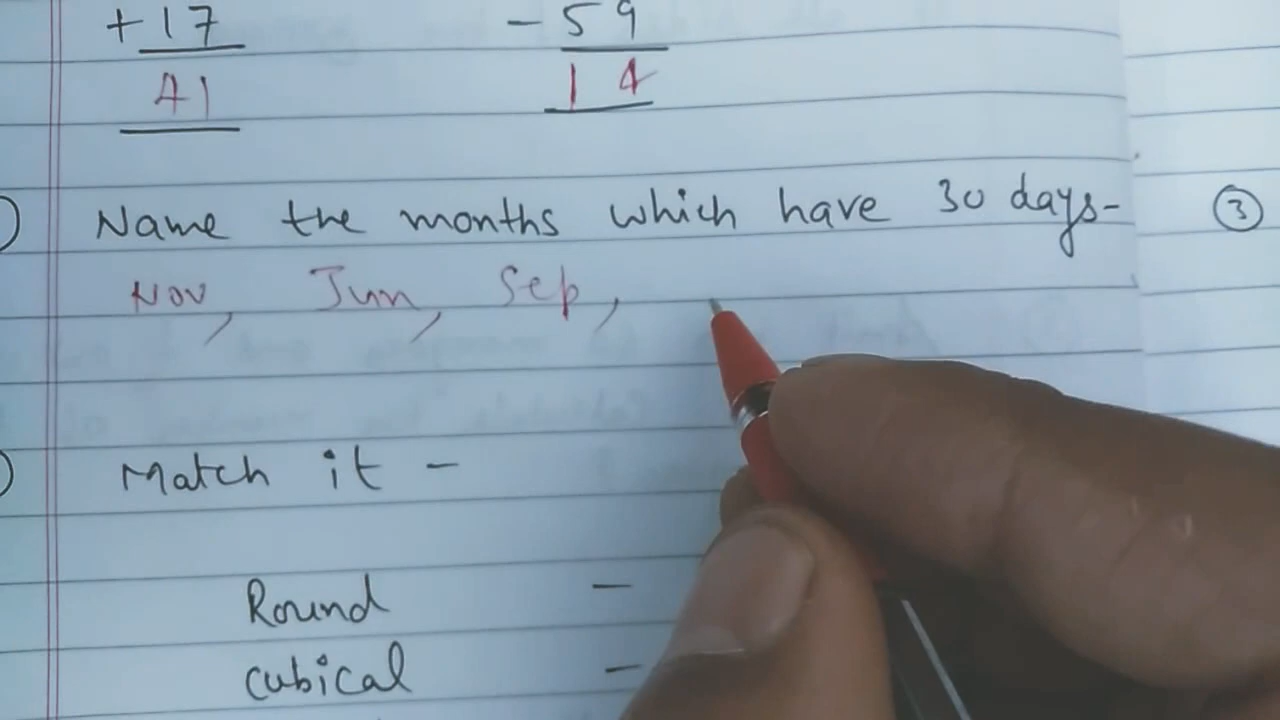 +17 -59
41 14
Name the months which have 30 days-
③
Nov, Jun, Sep,
Match it -
Round -
cubical -